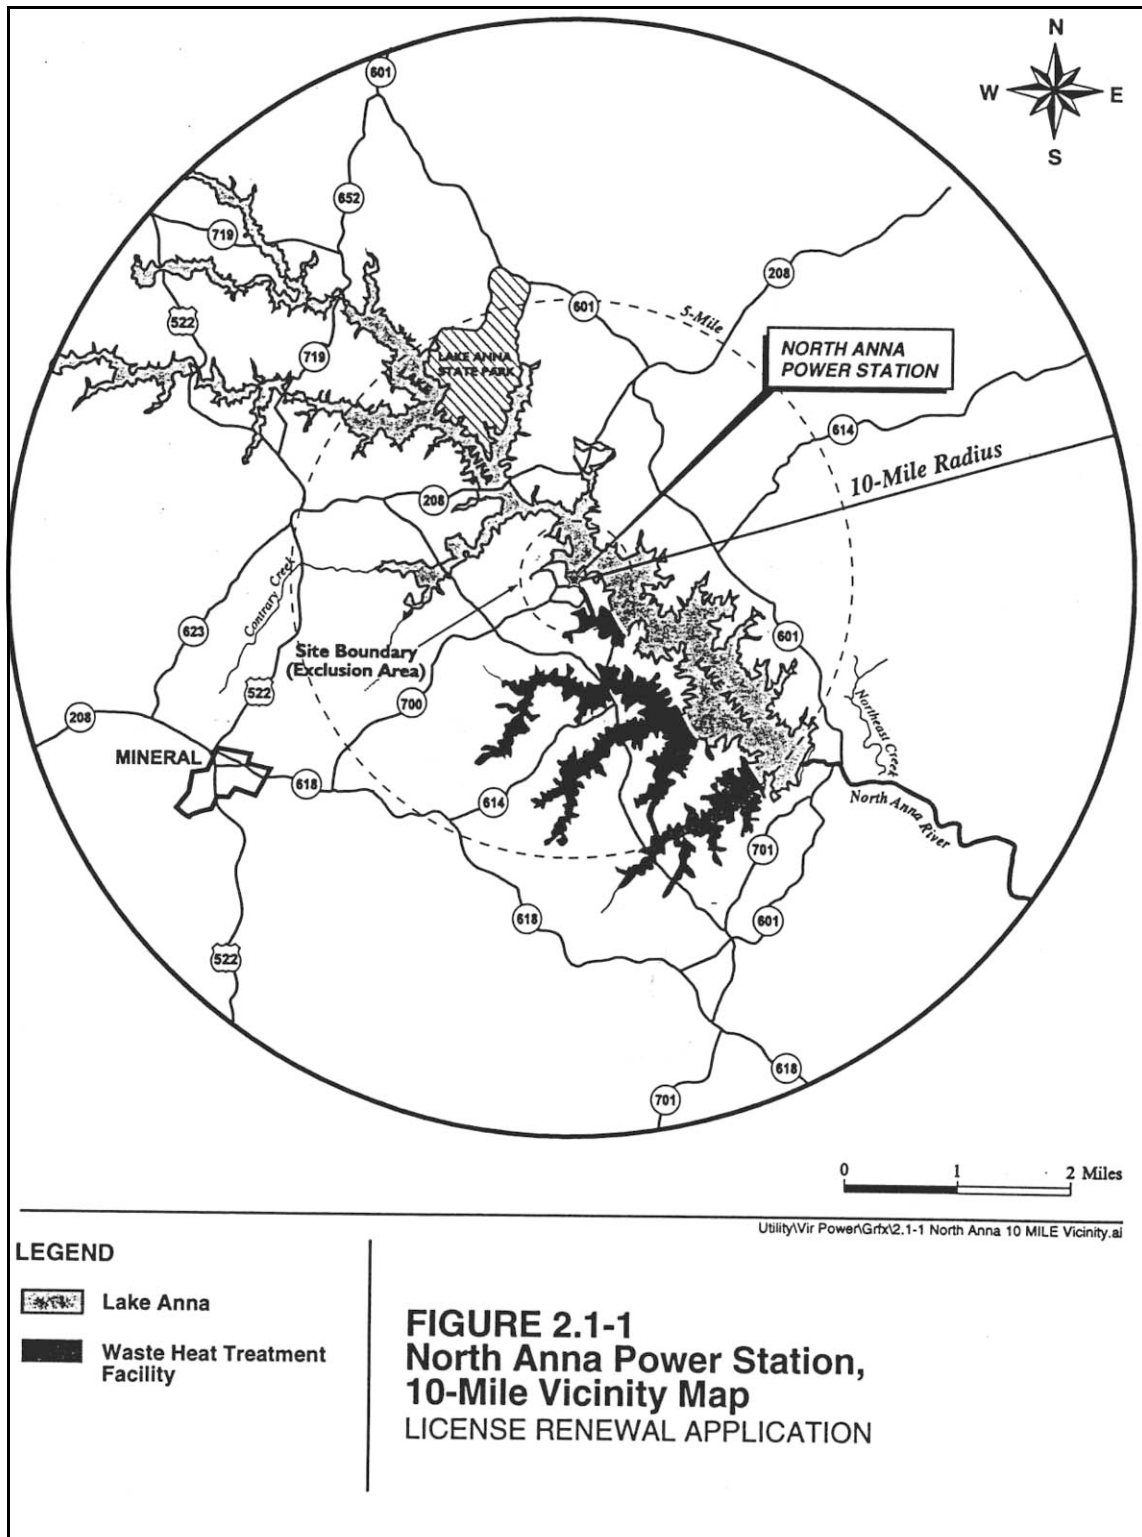 N
W
E
S
601
652
719
208
601
5-Mile
522
NORTH ANNA
POWER STATION
719
LAKE ANNA
STATE PARK
614
10-Mile Radius
208
Contrary Creek
623
601
Site Boundary
(Exclusion Area)
522
700
LAKE ANNA
Northeast Creek
208
MINERAL
618
614
North Anna River
701
618
601
522
618
701
0 1 2 Miles
Utility\Vir Power\Grfx\2.1-1 North Anna 10 MILE Vicinity.ai
LEGEND
Lake Anna
Waste Heat Treatment
Facility
FIGURE 2.1-1
North Anna Power Station,
10-Mile Vicinity Map
LICENSE RENEWAL APPLICATION